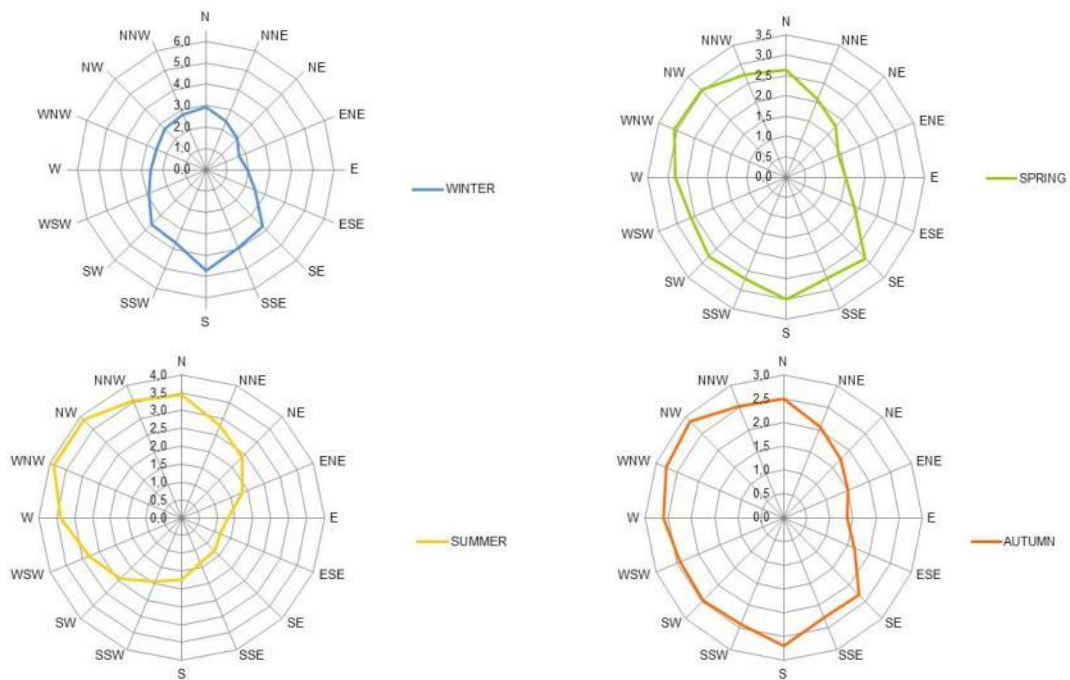 N
NNE
NE
ENE
E
ESE
SE
SSE
S
SSW
SW
WSW
W
WNW
NW
NNW
6,0
5,0
4,0
3,0
2,0
1,0
0,0
WINTER
N
NNE
NE
ENE
E
ESE
SE
SSE
S
SSW
SW
WSW
W
WNW
NW
NNW
3,5
3,0
2,5
2,0
1,5
1,0
0,5
0,0
SPRING
N
NNE
NE
ENE
E
ESE
SE
SSE
S
SSW
SW
WSW
W
WNW
NW
NNW
4,0
3,5
3,0
2,5
2,0
1,5
1,0
0,5
0,0
SUMMER
N
NNE
NE
ENE
E
ESE
SE
SSE
S
SSW
SW
WSW
W
WNW
NW
NNW
3,0
2,5
2,0
1,5
1,0
0,5
0,0
AUTUMN